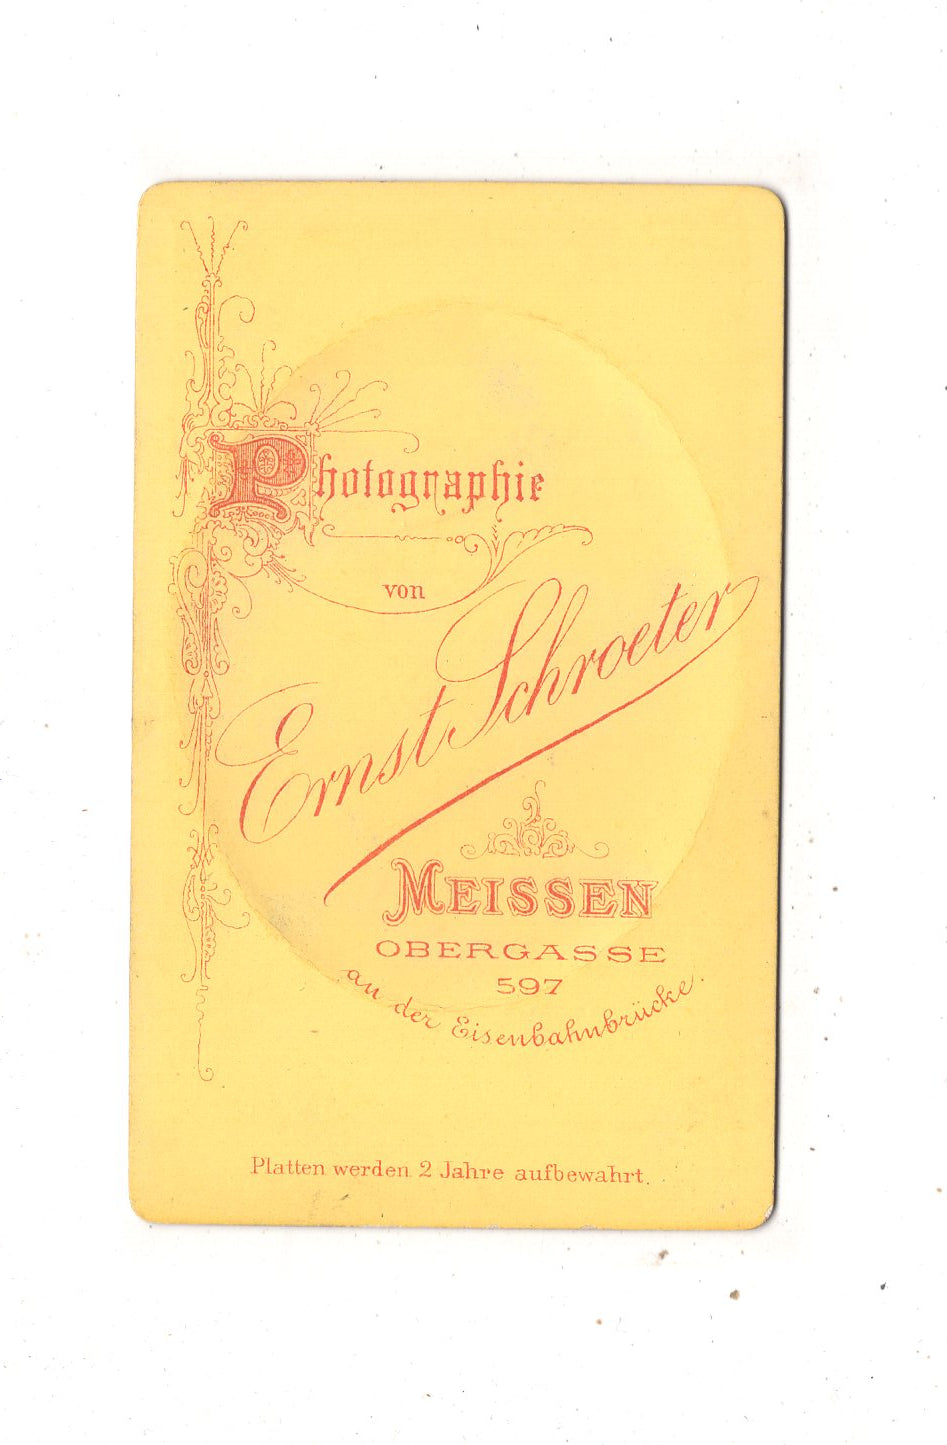 Photographie
von
Ernst Schroeter
MEISSEN
OBERGASSE
597
an der Eisenbahnbrücke.
Platten werden 2 Jahre aufbewahrt.